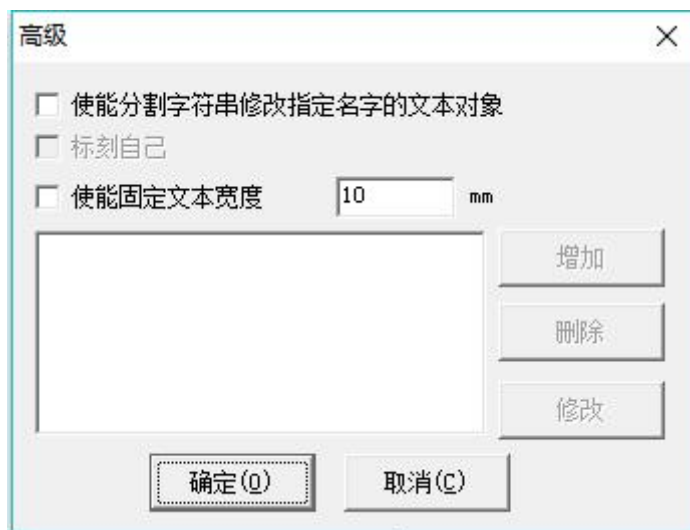 高级
使能分割字符串修改指定名字的文本对象
标刻自己
使能固定文本宽度 10 mm
增加
删除
修改
确定(O) 取消(C)